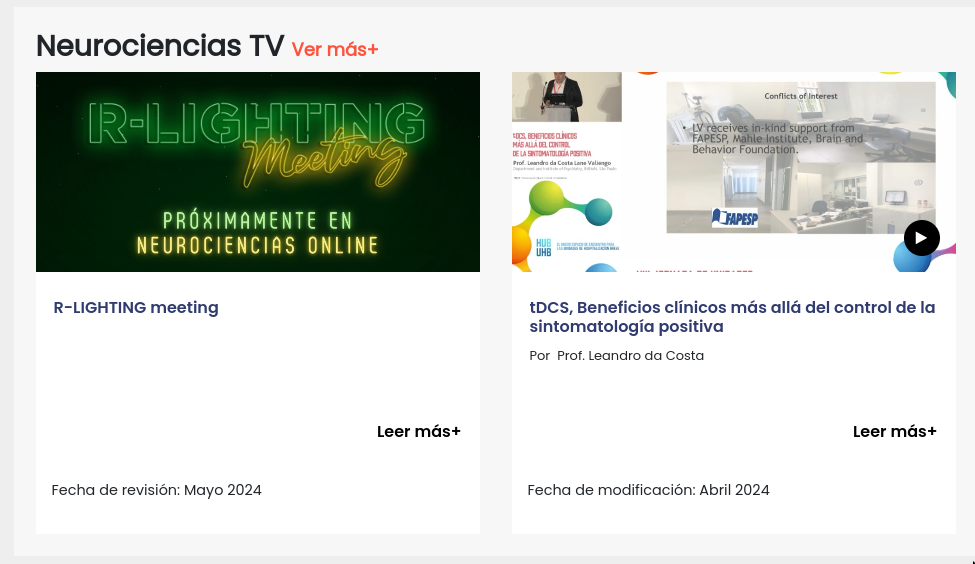 Neurociencias TV Ver más+
R-LIGHTING
Meeting
PRÓXIMAMENTE EN
NEUROCIENCIAS ONLINE
Conflicts of Interest
• LV receives in-kind support from
FAPESP, Mahle Institute, Brain and
Behavior Foundation.
tDCS, BENEFICIOS CLÍNICOS
MÁS ALLÁ DEL CONTROL
DE LA SINTOMATOLOGÍA POSITIVA
Prof. Leandro da Costa Lane Valiengo
FAPESP
HUB
UHB
R-LIGHTING meeting
tDCS, Beneficios clínicos más allá del control de la
sintomatología positiva
Por Prof. Leandro da Costa
Leer más+
Leer más+
Fecha de revisión: Mayo 2024
Fecha de modificación: Abril 2024